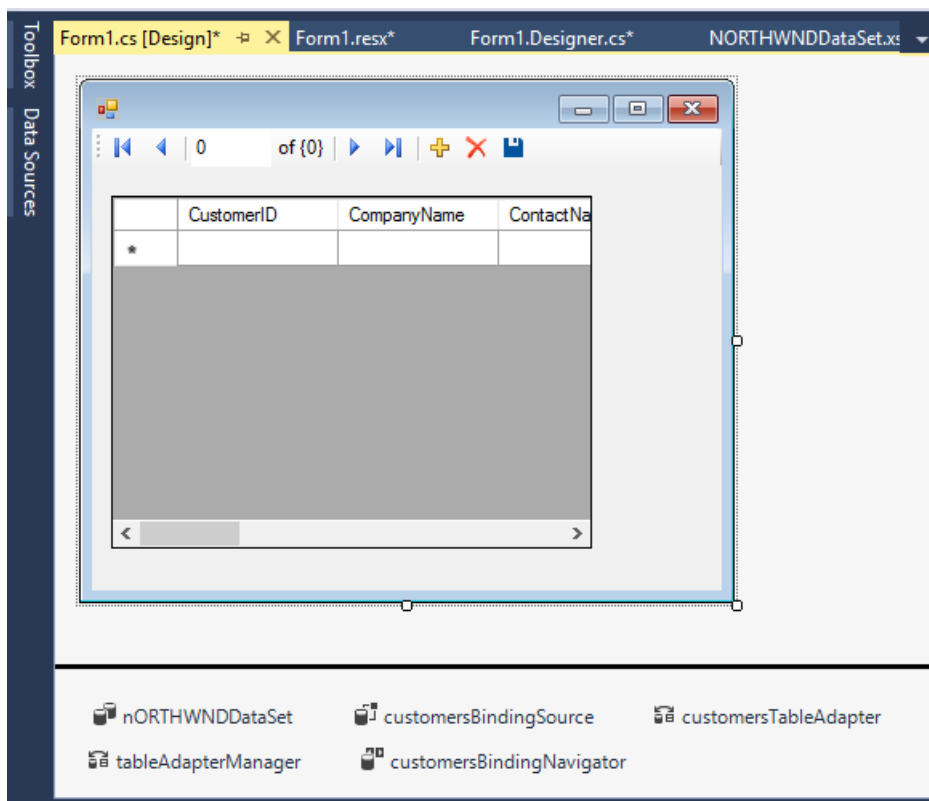 Toolbox
Data Sources
Form1.cs [Design]* Form1.resx* Form1.Designer.cs* NORTHWNDDataSet.xs
0 of {0}
CustomerID CompanyName ContactNa
*
nORTHWNDDataSet customersBindingSource customersTableAdapter
tableAdapterManager customersBindingNavigator